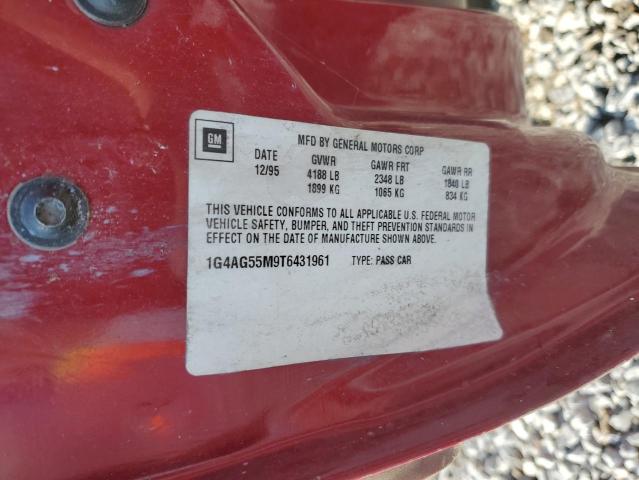 GM
MFD BY GENERAL MOTORS CORP
DATE GVWR GAWR FRT GAWR RR
12/95 4188 LB 2348 LB 1840 LB
1899 KG 1065 KG 834 KG
THIS VEHICLE CONFORMS TO ALL APPLICABLE U.S. FEDERAL MOTOR
VEHICLE SAFETY, BUMPER, AND THEFT PREVENTION STANDARDS IN
EFFECT ON THE DATE OF MANUFACTURE SHOWN ABOVE.
1G4AG55M9T6431961 TYPE: PASS CAR